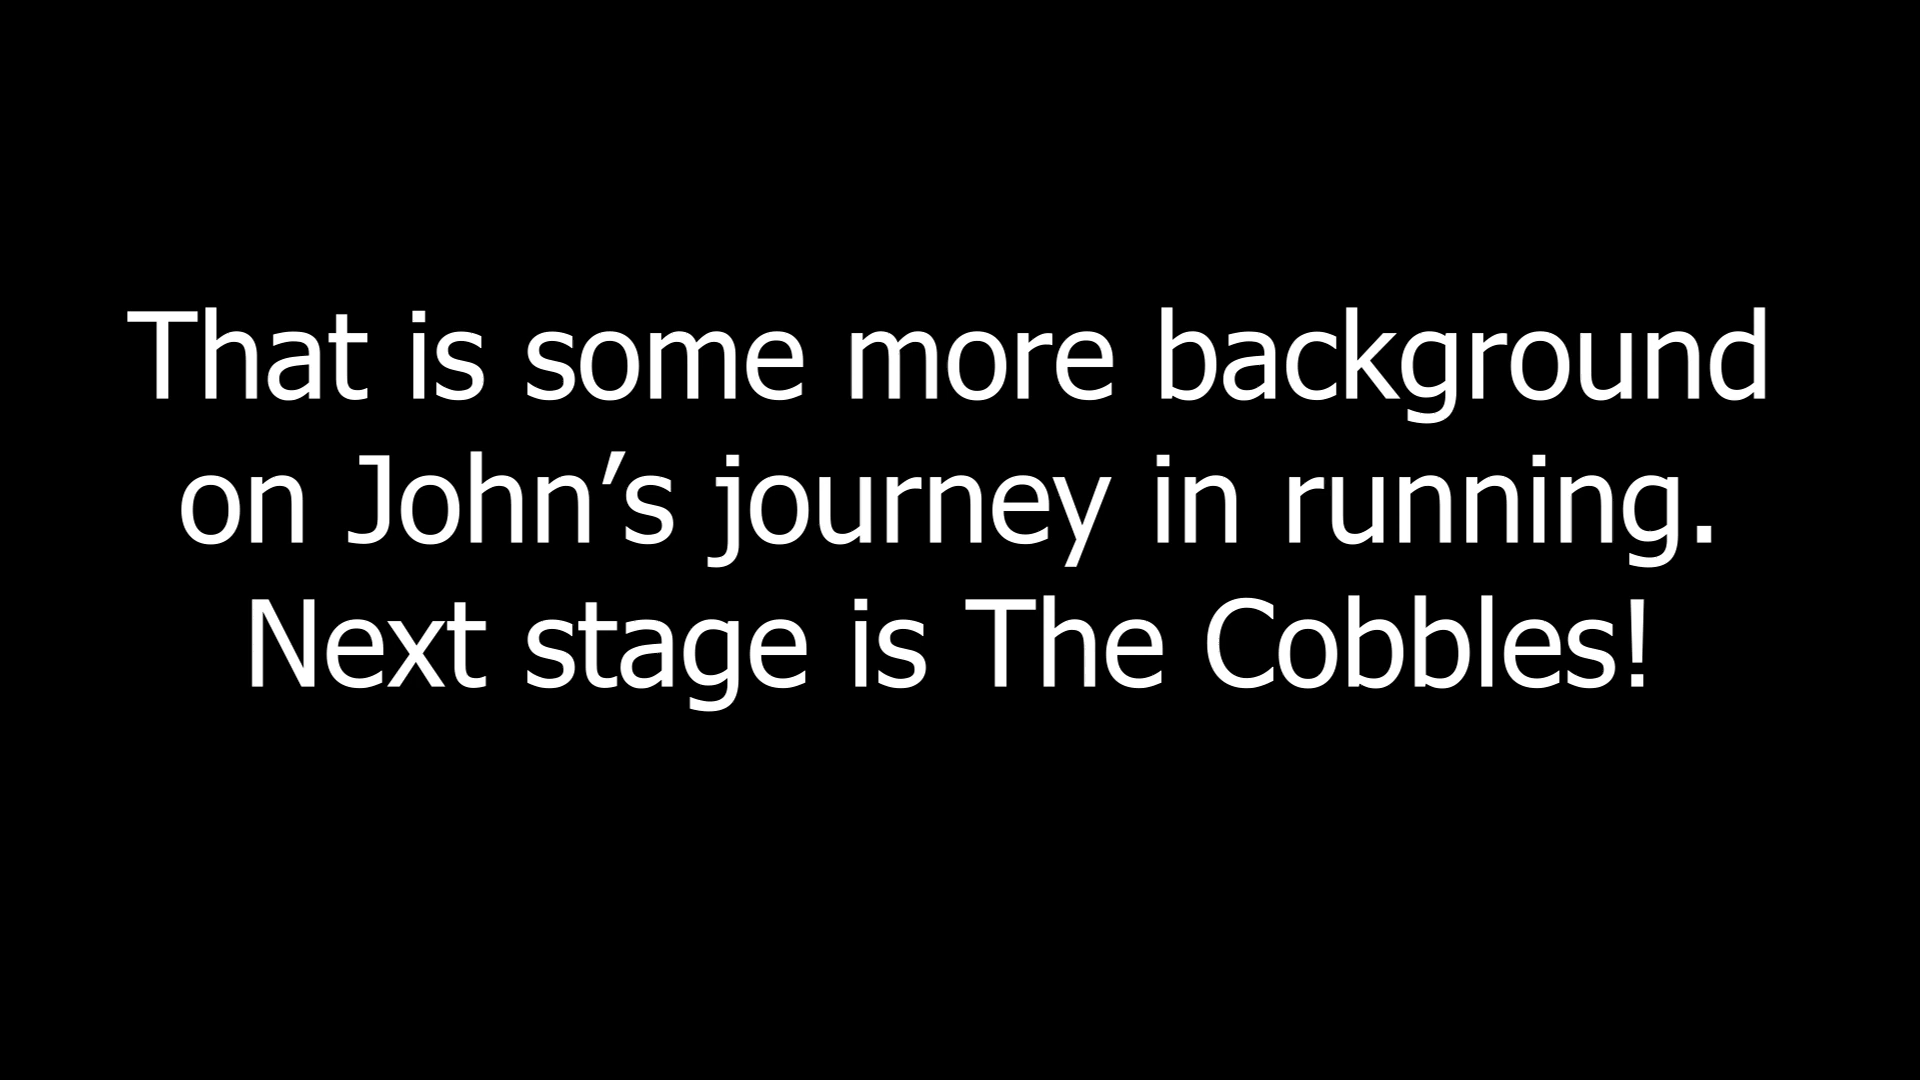 That is some more background
on John’s journey in running.
Next stage is The Cobbles!